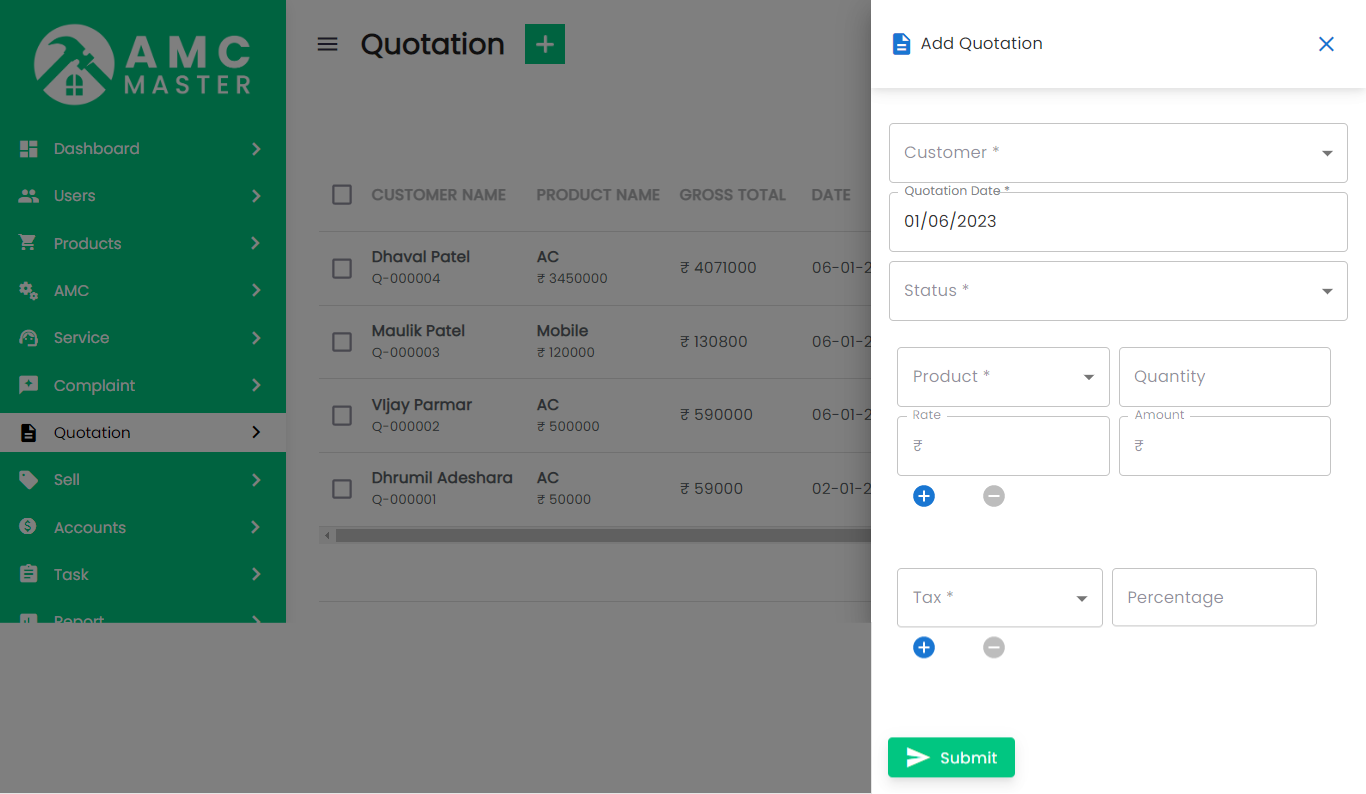 AMC
MASTER
Dashboard
Users
Products
AMC
Service
Complaint
Quotation
Sell
Accounts
Task
Report
Quotation
CUSTOMER NAME PRODUCT NAME GROSS TOTAL DATE
Dhaval Patel AC ₹ 4071000 06-01-2
Q-000004 ₹ 3450000
Maulik Patel Mobile ₹ 130800 06-01-2
Q-000003 ₹ 120000
VIjay Parmar AC ₹ 590000 06-01-2
Q-000002 ₹ 500000
Dhrumil Adeshara AC ₹ 59000 02-01-2
Q-000001 ₹ 50000
Add Quotation
Customer *
Quotation Date *
01/06/2023
Status *
Product * Quantity
Rate Amount
₹ ₹
Tax * Percentage
Submit